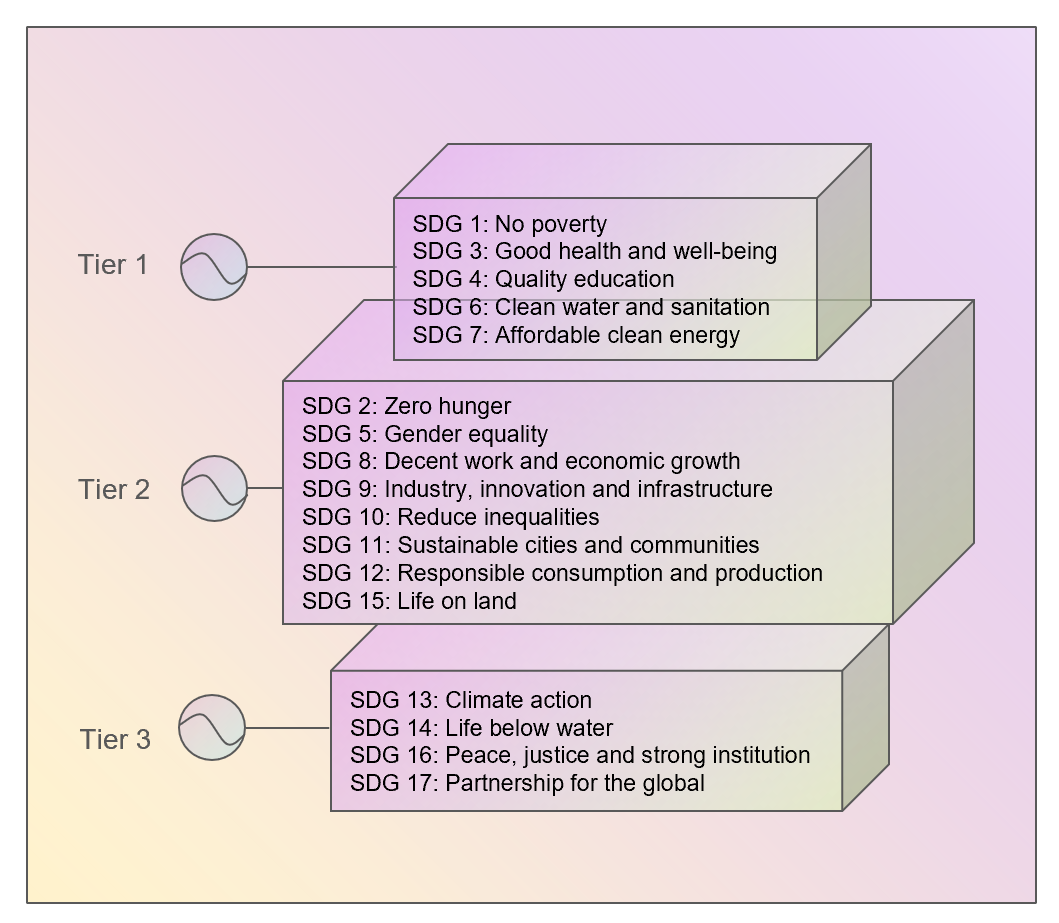 Tier 1
SDG 1: No poverty
SDG 3: Good health and well-being
SDG 4: Quality education
SDG 6: Clean water and sanitation
SDG 7: Affordable clean energy
Tier 2
SDG 2: Zero hunger
SDG 5: Gender equality
SDG 8: Decent work and economic growth
SDG 9: Industry, innovation and infrastructure
SDG 10: Reduce inequalities
SDG 11: Sustainable cities and communities
SDG 12: Responsible consumption and production
SDG 15: Life on land
Tier 3
SDG 13: Climate action
SDG 14: Life below water
SDG 16: Peace, justice and strong institution
SDG 17: Partnership for the global